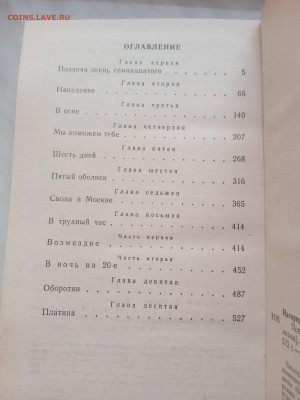 COINS.LAVE.RU
ОГЛАВЛЕНИЕ
Глава первая
Поздняя осень семнадцатого 5
Глава вторая
Нападение 66
Глава третья
В огне 140
Глава четвертая
Мы поможем тебе 207
Глава пятая
Шесть дней 268
Глава шестая
Пятый обелиск 316
Глава седьмая
Снова в Москве 365
Глава восьмая
В трудный час 414
Часть первая
Возмездие 414
Часть вторая
В ночь на 20-е 452
Глава девятая
Оборотни 487
Глава десятая
Платина 527